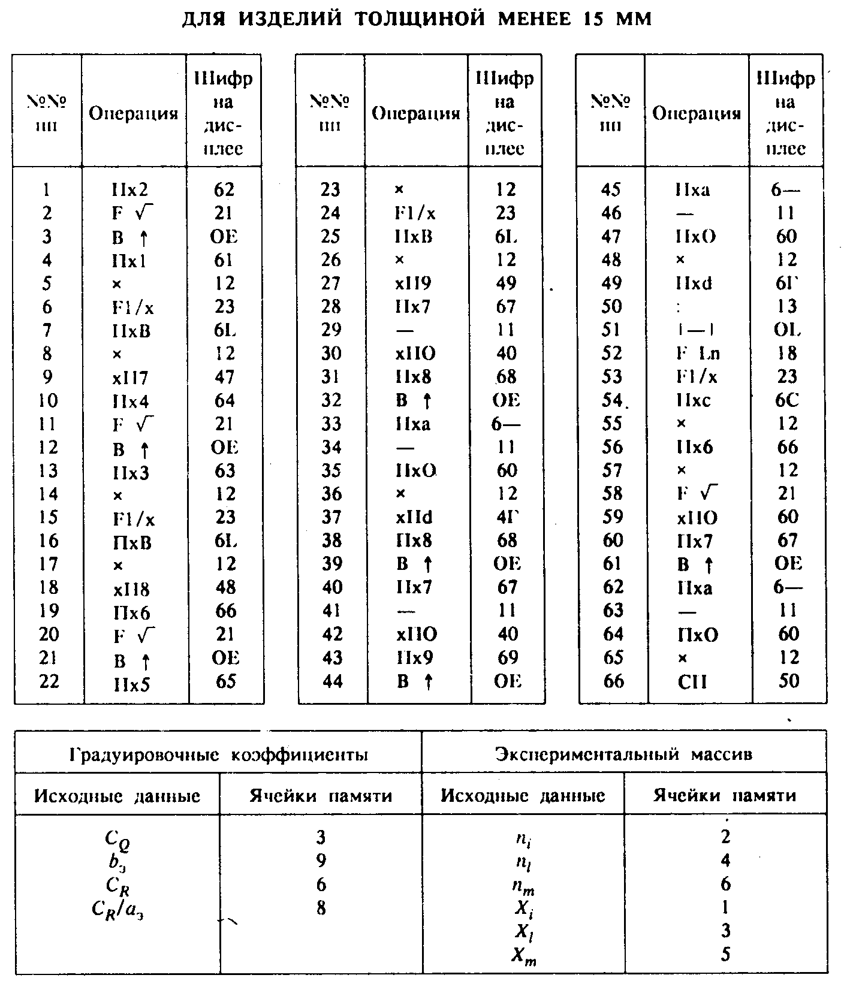 ДЛЯ ИЗДЕЛИЙ ТОЛЩИНОЙ МЕНЕЕ 15 ММ
№№ пп Операция Шифр на дис-плее
1 Пx2 62
2 F √ 21
3 В ↑ OE
4 Пx1 61
5 × 12
6 F1/x 23
7 ПxВ 6L
8 × 12
9 xП7 47
10 Пx4 64
11 F √ 21
12 В ↑ OE
13 Пx3 63
14 × 12
15 F1/x 23
16 ПxВ 6L
17 × 12
18 xП8 48
19 Пx6 66
20 F √ 21
21 В ↑ OE
22 Пx5 65
№№ пп Операция Шифр на дис-плее
23 × 12
24 F1/x 23
25 ПxВ 6L
26 × 12
27 xП9 49
28 Пx7 67
29 — 11
30 xПO 40
31 Пx8 68
32 В ↑ OE
33 Пxa 6—
34 — 11
35 ПxO 60
36 × 12
37 xПd 4Г
38 Пx8 68
39 В ↑ OE
40 Пx7 67
41 — 11
42 xПO 40
43 Пx9 69
44 В ↑ OE
№№ пп Операция Шифр на дис-плее
45 Пxa 6—
46 — 11
47 ПxO 60
48 × 12
49 Пxd 6Г
50 : 13
51 |—| OL
52 F Ln 18
53 F1/x 23
54 Пxc 6C
55 × 12
56 Пx6 66
57 × 12
58 F √ 21
59 xПO 60
60 Пx7 67
61 В ↑ OE
62 Пxa 6—
63 — 11
64 ПxO 60
65 × 12
66 СП 50
Градуировочные коэффициенты Экспериментальный массив
Исходные данные Ячейки памяти Исходные данные Ячейки памяти
C_Q 3 n_i 2
b_э 9 n_l 4
C_R 6 n_m 6
C_R/a_э 8 X_i 1
X_l 3
X_m 5